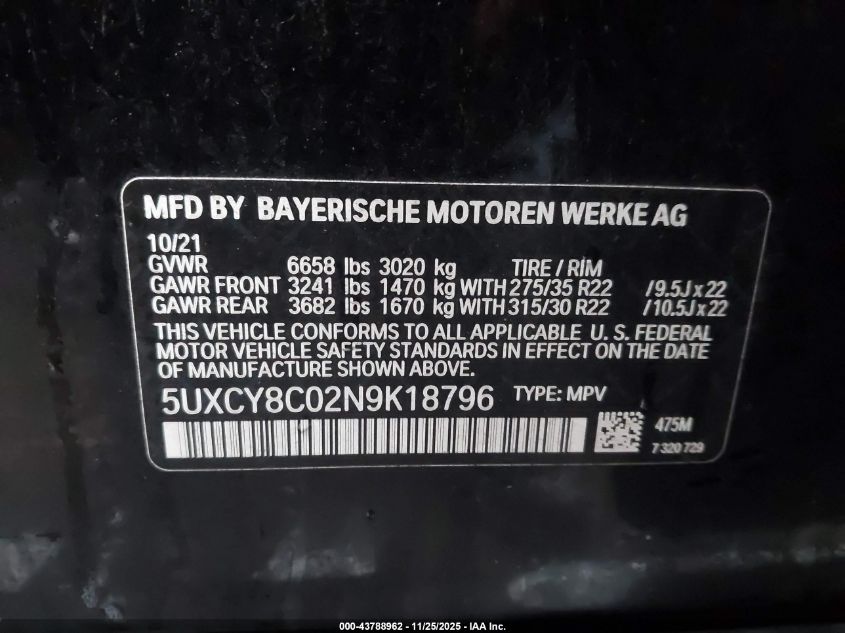 MFD BY BAYERISCHE MOTOREN WERKE AG
10/21
GVWR 6658 lbs 3020 kg TIRE / RIM
GAWR FRONT 3241 lbs 1470 kg WITH 275/35 R22 /9.5J x 22
GAWR REAR 3682 lbs 1670 kg WITH 315/30 R22 /10.5J x 22
THIS VEHICLE CONFORMS TO ALL APPLICABLE U. S. FEDERAL
MOTOR VEHICLE SAFETY STANDARDS IN EFFECT ON THE DATE
OF MANUFACTURE SHOWN ABOVE.
5UXCY8C02N9K18796 TYPE: MPV
475M
7 320 729
000-43788962 - 11/25/2025 - IAA Inc.